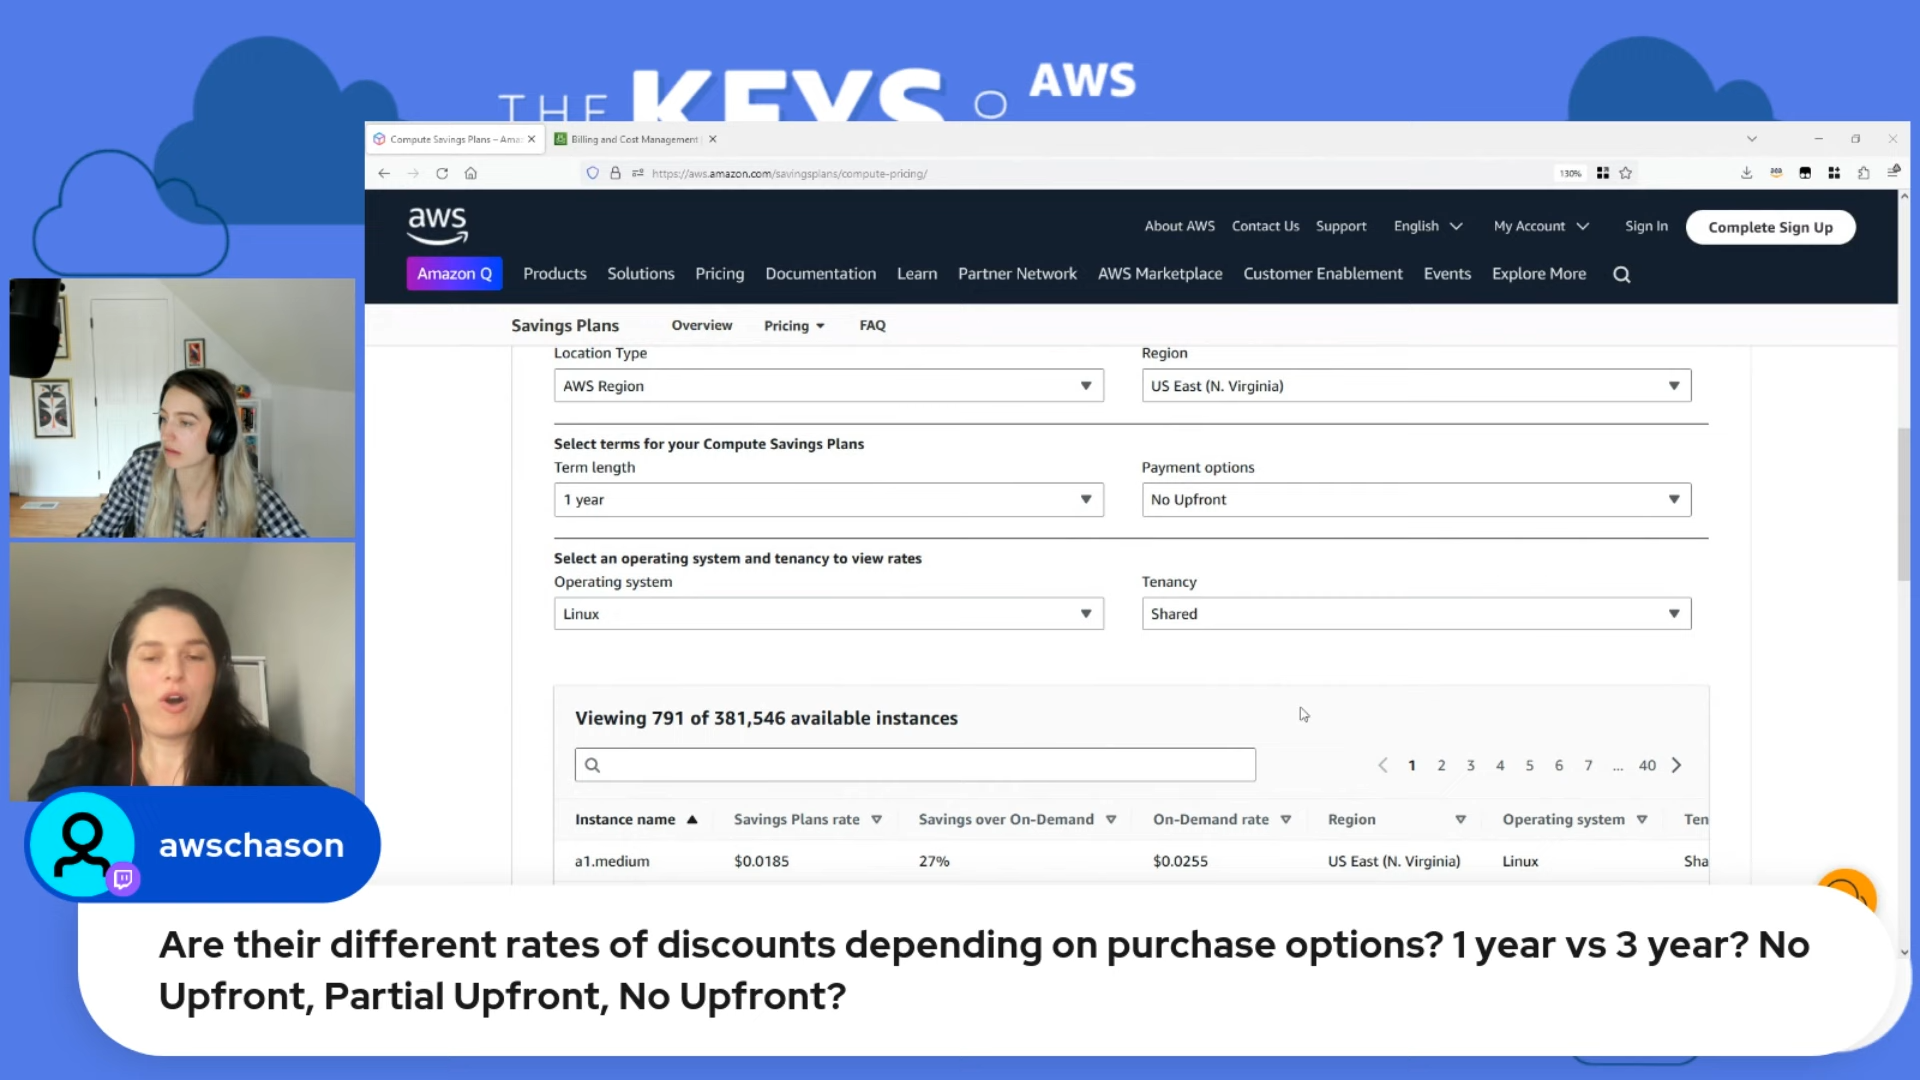 THE KEYS O AWS
Compute Savings Plans – Ama
Billing and Cost Management
https://aws.amazon.com/savingsplans/compute-pricing/
130%
aws
About AWS Contact Us Support English My Account Sign In Complete Sign Up
Amazon Q Products Solutions Pricing Documentation Learn Partner Network AWS Marketplace Customer Enablement Events Explore More
Savings Plans Overview Pricing FAQ
Location Type Region
AWS Region US East (N. Virginia)
Select terms for your Compute Savings Plans
Term length Payment options
1 year No Upfront
Select an operating system and tenancy to view rates
Operating system Tenancy
Linux Shared
Viewing 791 of 381,546 available instances
1 2 3 4 5 6 7 ... 40
Instance name Savings Plans rate Savings over On-Demand On-Demand rate Region Operating system Ten
a1.medium $0.0185 27% $0.0255 US East (N. Virginia) Linux Sha
awschason
Are their different rates of discounts depending on purchase options? 1 year vs 3 year? No
Upfront, Partial Upfront, No Upfront?